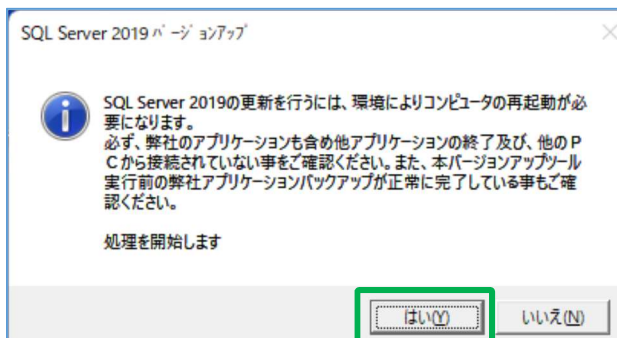 SQL Server 2019 ﾊﾞｰｼﾞｮﾝｱｯﾌﾟ
SQL Server 2019の更新を行うには、環境によりコンピュータの再起動が必
要になります。
必ず、弊社のアプリケーションも含め他アプリケーションの終了及び、他のP
Cから接続されていない事をご確認ください。また、本バージョンアップツール
実行前の弊社アプリケーションバックアップが正常に完了している事もご確
認ください。
処理を開始します
はい(Y)
いいえ(N)